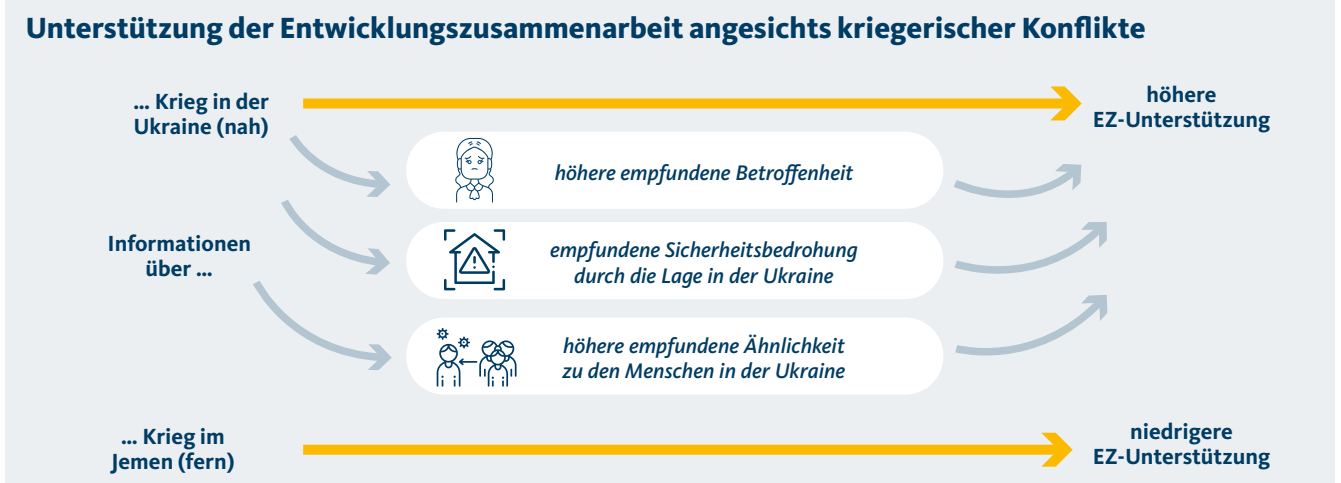 Unterstützung der Entwicklungszusammenarbeit angesichts kriegerischer Konflikte
... Krieg in der
Ukraine (nah)
höhere
EZ-Unterstützung
höhere empfundene Betroffenheit
Informationen
über ...
empfundene Sicherheitsbedrohung
durch die Lage in der Ukraine
höhere empfundene Ähnlichkeit
zu den Menschen in der Ukraine
... Krieg im
Jemen (fern)
niedrigere
EZ-Unterstützung